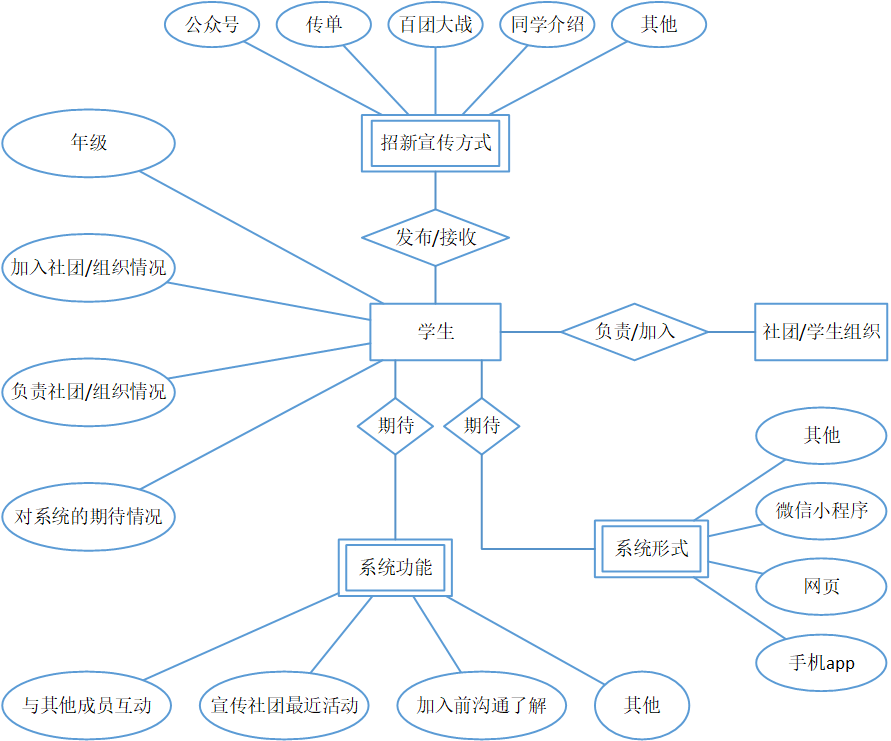 公众号
传单
百团大战
同学介绍
其他
招新宣传方式
年级
发布/接收
加入社团/组织情况
学生
负责/加入
社团/学生组织
负责社团/组织情况
期待
期待
其他
对系统的期待情况
微信小程序
系统形式
系统功能
网页
手机app
与其他成员互动
宣传社团最近活动
加入前沟通了解
其他